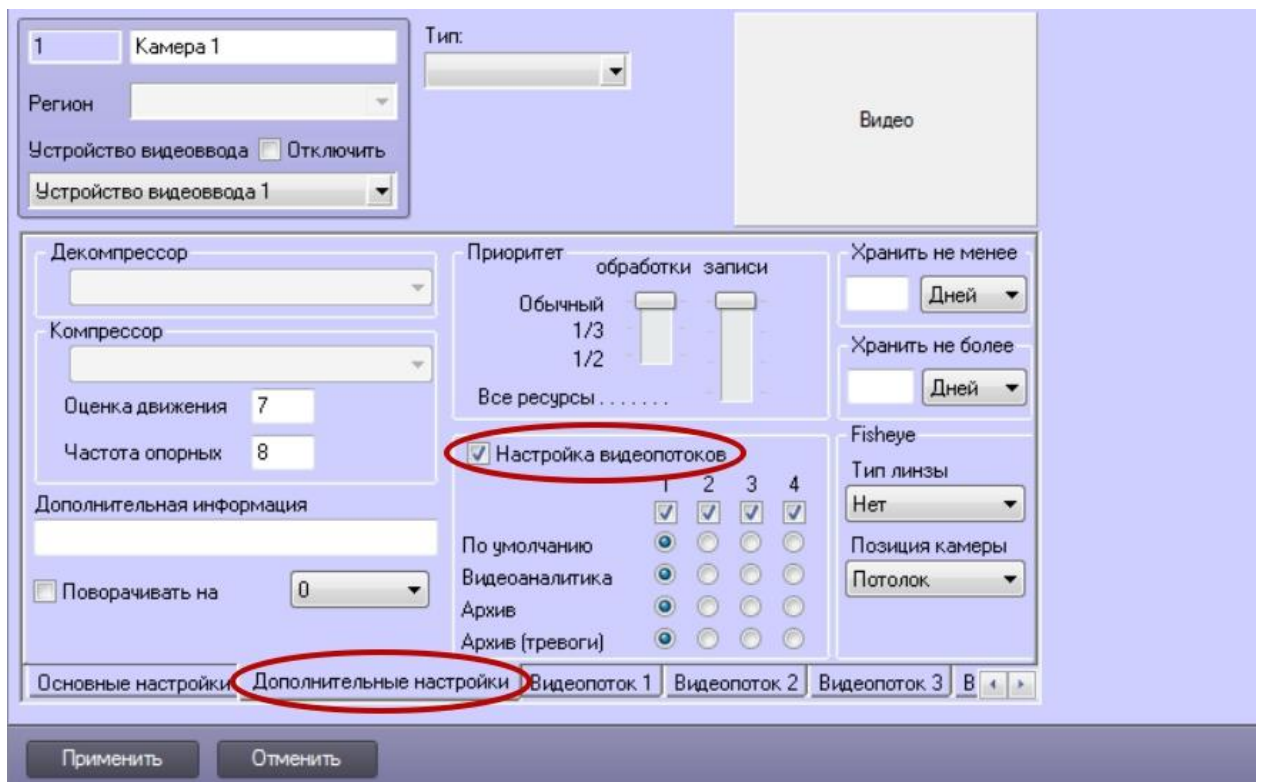 1
Камера 1
Тип:
Регион
Устройство видеоввода Отключить
Устройство видеоввода 1
Видео
Декомпрессор
Компрессор
Оценка движения 7
Частота опорных 8
Дополнительная информация
Поворачивать на 0
Приоритет
обработки записи
Обычный
1/3
1/2
Все ресурсы . . . . . . .
Настройка видеопотоков
1 2 3 4
По умолчанию
Видеоаналитика
Архив
Архив (тревоги)
Хранить не менее
Дней
Хранить не более
Дней
Fisheye
Тип линзы
Нет
Позиция камеры
Потолок
Основные настройки Дополнительные настройки Видеопоток 1 Видеопоток 2 Видеопоток 3 В
Применить Отменить